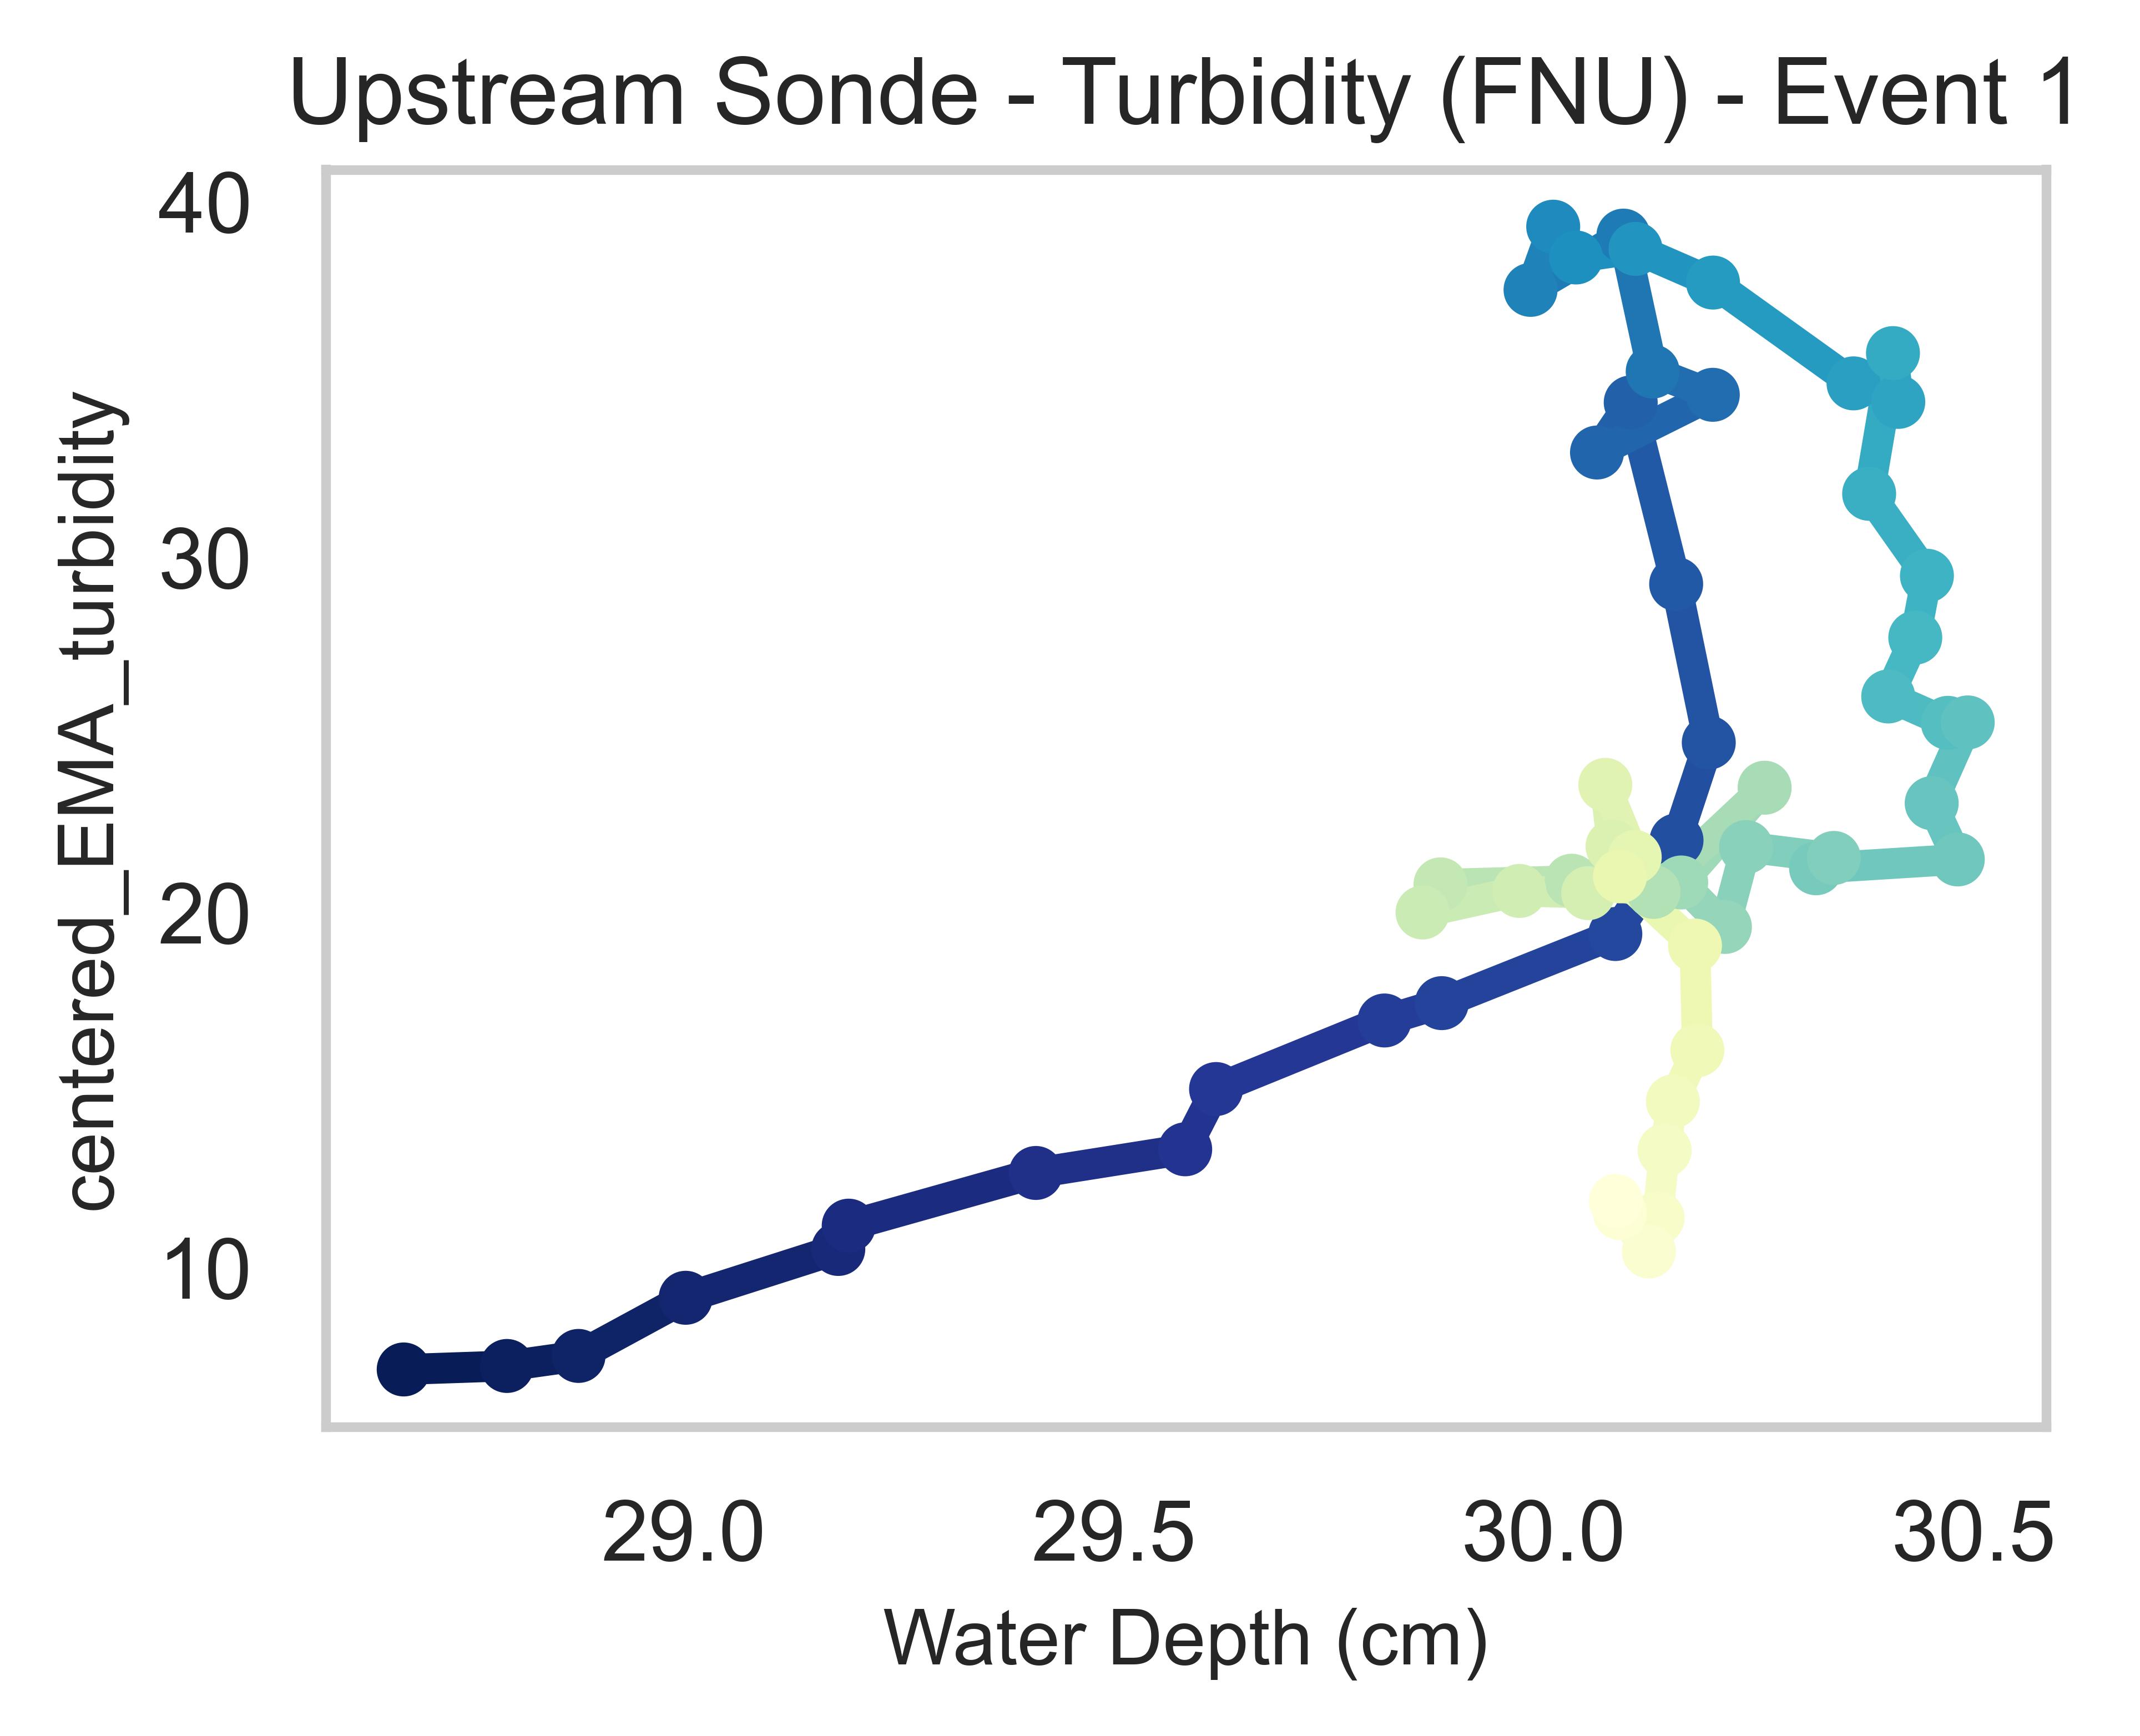 Upstream Sonde - Turbidity (FNU) - Event 1
40
30
20
10
centered_EMA_turbidity
29.0 29.5 30.0 30.5
Water Depth (cm)